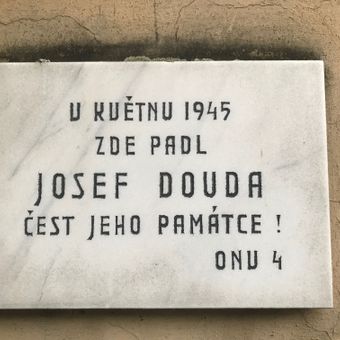 V KVĚTNU 1945
ZDE PADL
JOSEF DOUDA
ČEST JEHO PAMÁTCE !
ONV 4